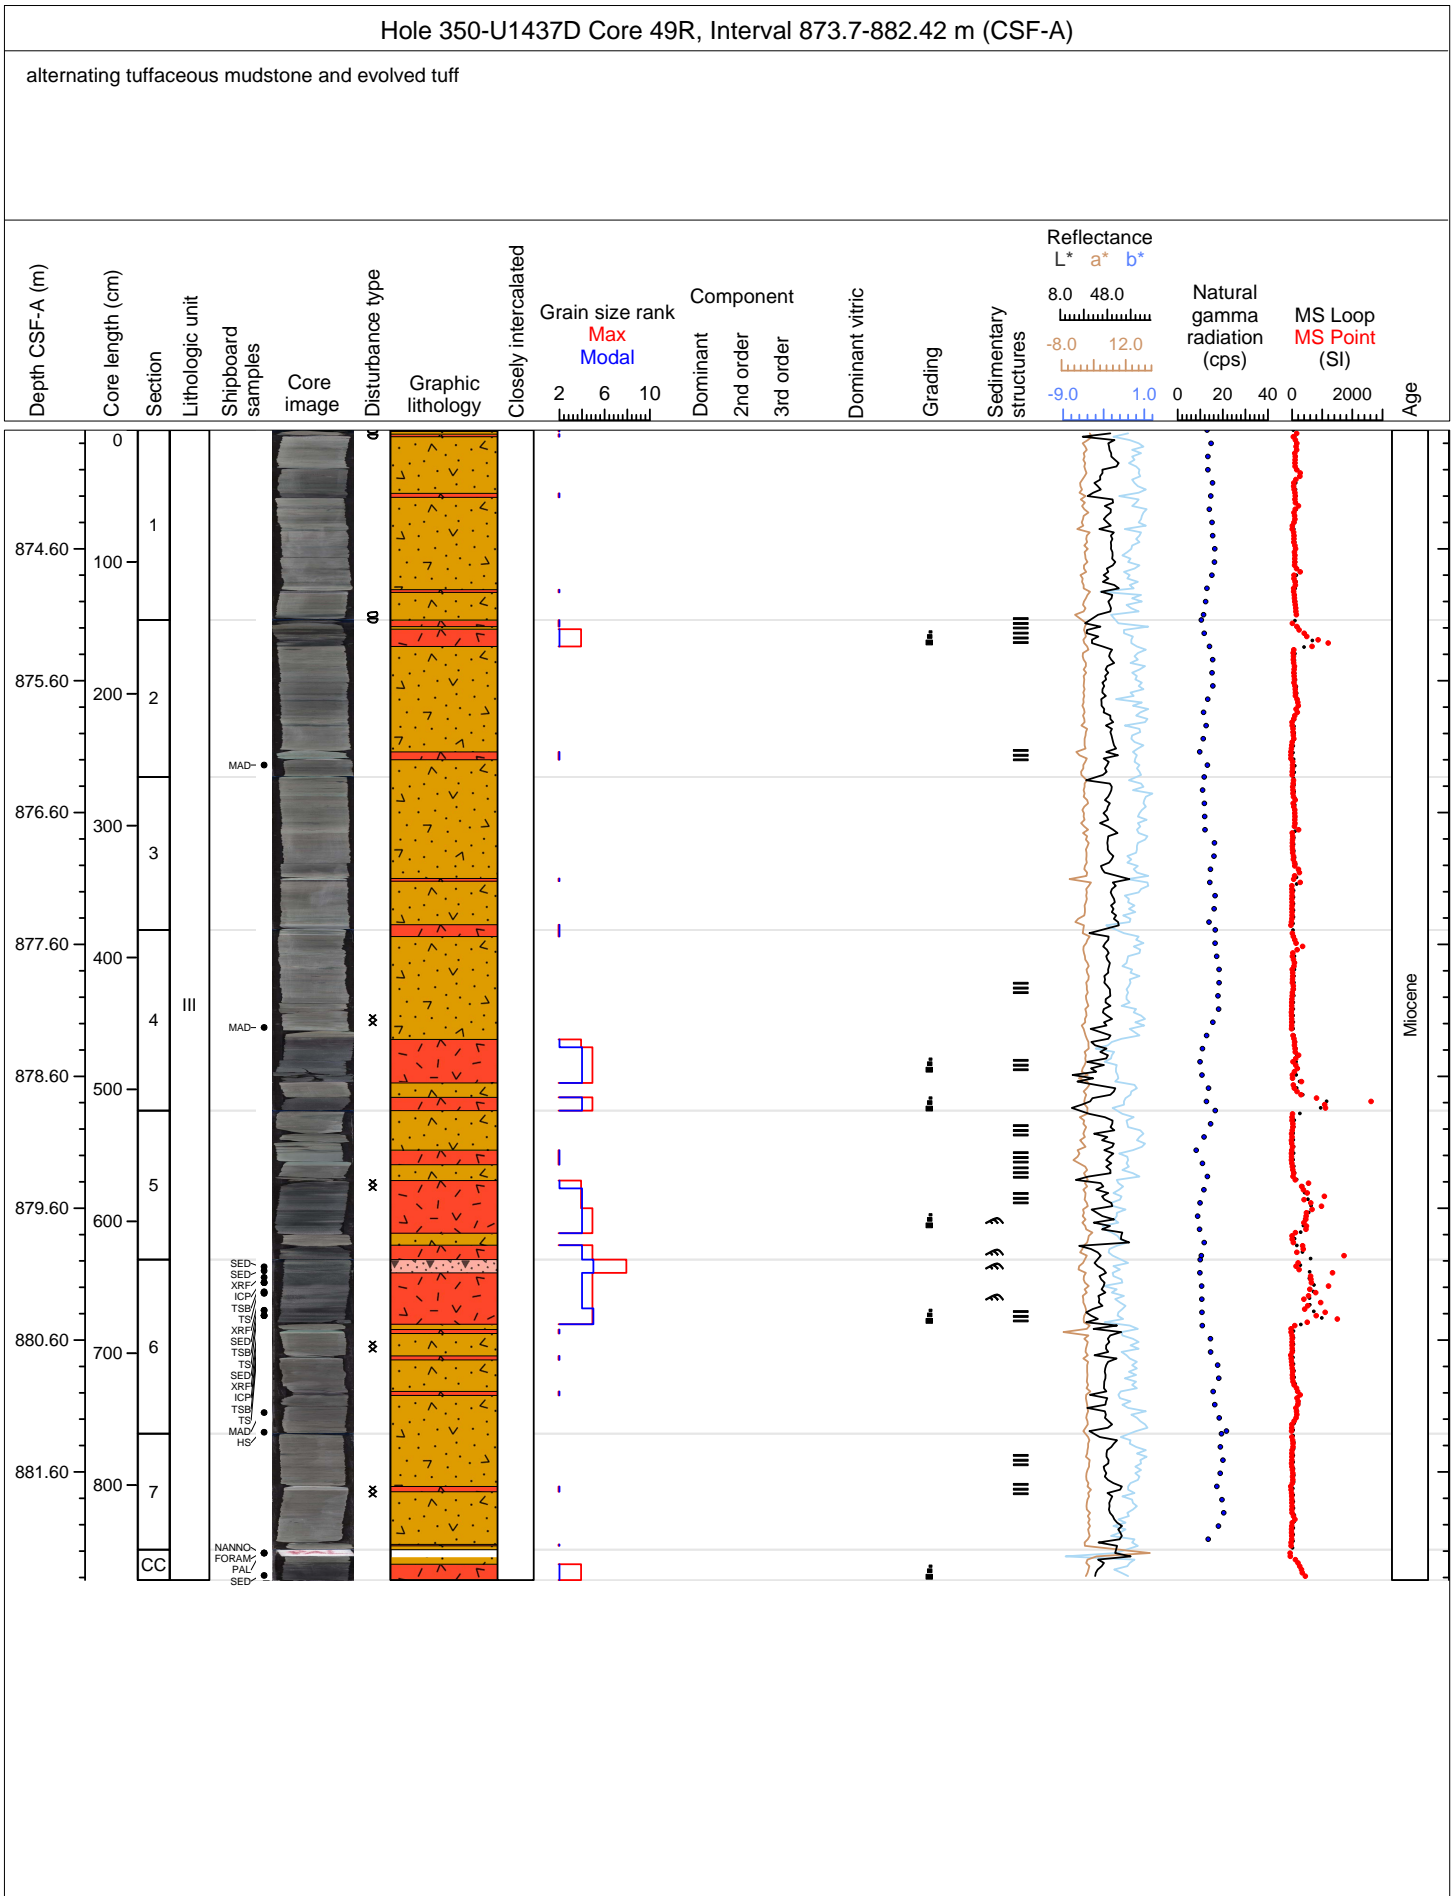 Hole 350-U1437D Core 49R, Interval 873.7-882.42 m (CSF-A)
alternating tuffaceous mudstone and evolved tuff
Depth CSF-A (m)
Core length (cm)
Section
Lithologic unit
Shipboard
samples
Core
image
Disturbance type
Graphic
lithology
Closely intercalated
Grain size rank
Max
Modal
2 6 10
Component
Dominant
2nd order
3rd order
Dominant vitric
Grading
Sedimentary
structures
Reflectance
L* a* b*
8.0 48.0
-8.0 12.0
-9.0 1.0
Natural
gamma
radiation
(cps)
0 20 40
MS Loop
MS Point
(SI)
0 2000
Age
0
1
874.60
100
875.60
200
2
MAD
876.60
300
3
877.60
400
III
4
MAD
Miocene
878.60
500
5
879.60
600
SED
SED
XRF
ICP
TSB
TS
XRF
SED
TSB
TS
SED
XRF
ICP
TSB
TS
MAD
HS
880.60
700
6
881.60
800
7
NANNO
FORAM
PAL
SED
CC